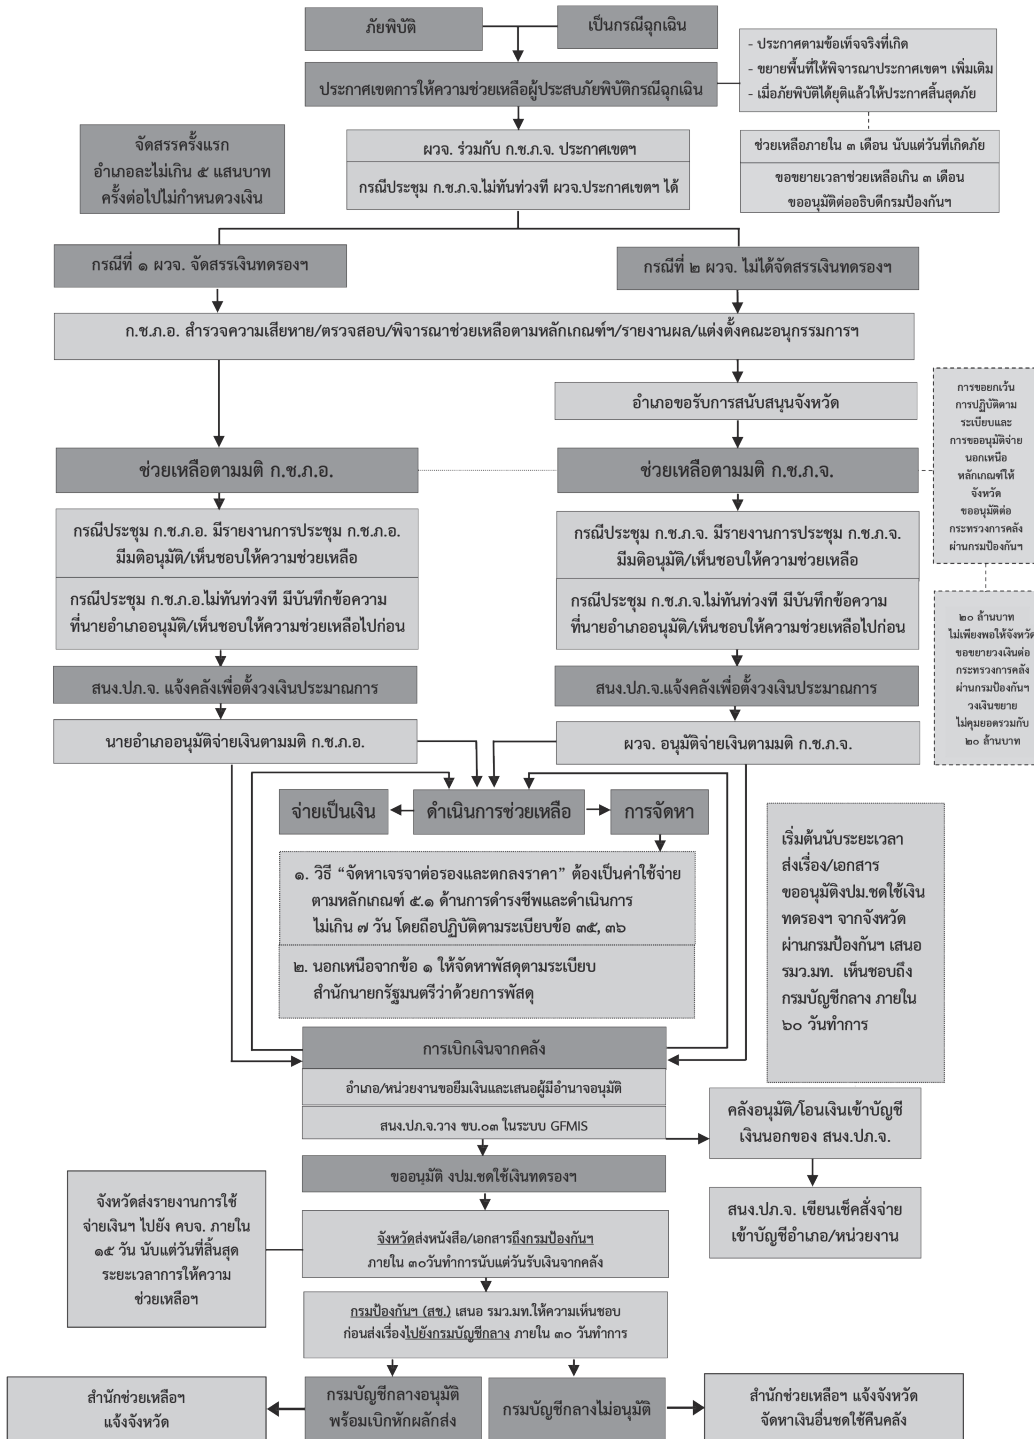 ภัยพิบัติ
เป็นกรณีฉุกเฉิน
ประกาศเขตการให้ความช่วยเหลือผู้ประสบภัยพิบัติกรณีฉุกเฉิน
- ประกาศตามข้อเท็จจริงที่เกิด
- ขยายพื้นที่ให้พิจารณาประกาศเขตฯ เพิ่มเติม
- เมื่อภัยพิบัติได้ยุติแล้วให้ประกาศสิ้นสุดภัย
จัดสรรครั้งแรก
อำเภอละไม่เกิน ๕ แสนบาท
ครั้งต่อไปไม่กำหนดวงเงิน
ผวจ. ร่วมกับ ก.ช.ภ.จ. ประกาศเขตฯ
กรณีประชุม ก.ช.ภ.จ.ไม่ทันท่วงที ผวจ.ประกาศเขตฯ ได้
ช่วยเหลือภายใน ๓ เดือน นับแต่วันที่เกิดภัย
ขอขยายเวลาช่วยเหลือเกิน ๓ เดือน
ขออนุมัติต่ออธิบดีกรมป้องกันฯ
กรณีที่ ๑ ผวจ. จัดสรรเงินทดรองฯ
กรณีที่ ๒ ผวจ. ไม่ได้จัดสรรเงินทดรองฯ
ก.ช.ภ.อ. สำรวจความเสียหาย/ตรวจสอบ/พิจารณาช่วยเหลือตามหลักเกณฑ์ฯ/รายงานผล/แต่งตั้งคณะอนุกรรมการฯ
อำเภอขอรับการสนับสนุนจังหวัด
ช่วยเหลือตามมติ ก.ช.ภ.อ.
ช่วยเหลือตามมติ ก.ช.ภ.จ.
การขอยกเว้น
การปฏิบัติตาม
ระเบียบและ
การขออนุมัติจ่าย
นอกเหนือ
หลักเกณฑ์ให้
จังหวัด
ขออนุมัติต่อ
กระทรวงการคลัง
ผ่านกรมป้องกันฯ
กรณีประชุม ก.ช.ภ.อ. มีรายงานการประชุม ก.ช.ภ.อ.
มีมติอนุมัติ/เห็นชอบให้ความช่วยเหลือ
กรณีประชุม ก.ช.ภ.อ.ไม่ทันท่วงที มีบันทึกข้อความ
ที่นายอำเภออนุมัติ/เห็นชอบให้ความช่วยเหลือไปก่อน
กรณีประชุม ก.ช.ภ.จ. มีรายงานการประชุม ก.ช.ภ.จ.
มีมติอนุมัติ/เห็นชอบให้ความช่วยเหลือ
กรณีประชุม ก.ช.ภ.จ.ไม่ทันท่วงที มีบันทึกข้อความ
ที่นายอำเภออนุมัติ/เห็นชอบให้ความช่วยเหลือไปก่อน
๒๐ ล้านบาท
ไม่เพียงพอให้จังหวัด
ขอขยายวงเงินต่อ
กระทรวงการคลัง
ผ่านกรมป้องกันฯ
วงเงินขยาย
ไม่คุมยอดรวมกับ
๒๐ ล้านบาท
สนง.ปภ.จ. แจ้งคลังเพื่อตั้งวงเงินประมาณการ
สนง.ปภ.จ.แจ้งคลังเพื่อตั้งวงเงินประมาณการ
นายอำเภออนุมัติจ่ายเงินตามมติ ก.ช.ภ.อ.
ผวจ. อนุมัติจ่ายเงินตามมติ ก.ช.ภ.จ.
จ่ายเป็นเงิน
ดำเนินการช่วยเหลือ
การจัดหา
๑. วิธี “จัดหาเจรจาต่อรองและตกลงราคา” ต้องเป็นค่าใช้จ่าย
ตามหลักเกณฑ์ ๕.๑ ด้านการดำรงชีพและดำเนินการ
ไม่เกิน ๗ วัน โดยถือปฏิบัติตามระเบียบข้อ ๓๕, ๓๖
๒. นอกเหนือจากข้อ ๑ ให้จัดหาพัสดุตามระเบียบ
สำนักนายกรัฐมนตรีว่าด้วยการพัสดุ
เริ่มต้นนับระยะเวลา
ส่งเรื่อง/เอกสาร
ขออนุมัติงปม.ชดใช้เงิน
ทดรองฯ จากจังหวัด
ผ่านกรมป้องกันฯ เสนอ
รมว.มท. เห็นชอบถึง
กรมบัญชีกลาง ภายใน
๖๐ วันทำการ
การเบิกเงินจากคลัง
อำเภอ/หน่วยงานขอยืมเงินและเสนอผู้มีอำนาจอนุมัติ
สนง.ปภ.จ.วาง ขบ.๐๓ ในระบบ GFMIS
คลังอนุมัติ/โอนเงินเข้าบัญชี
เงินนอกของ สนง.ปภ.จ.
ขออนุมัติ งปม.ชดใช้เงินทดรองฯ
สนง.ปภ.จ. เขียนเช็คสั่งจ่าย
เข้าบัญชีอำเภอ/หน่วยงาน
จังหวัดส่งรายงานการใช้
จ่ายเงินฯ ไปยัง คบจ. ภายใน
๑๕ วัน นับแต่วันที่สิ้นสุด
ระยะเวลาการให้ความ
ช่วยเหลือฯ
จังหวัดส่งหนังสือ/เอกสารถึงกรมป้องกันฯ
ภายใน ๓๐วันทำการนับแต่วันรับเงินจากคลัง
กรมป้องกันฯ (สช.) เสนอ รมว.มท.ให้ความเห็นชอบ
ก่อนส่งเรื่องไปยังกรมบัญชีกลาง ภายใน ๓๐ วันทำการ
สำนักช่วยเหลือฯ
แจ้งจังหวัด
กรมบัญชีกลางอนุมัติ
พร้อมเบิกหักผลักส่ง
กรมบัญชีกลางไม่อนุมัติ
สำนักช่วยเหลือฯ แจ้งจังหวัด
จัดหาเงินอื่นชดใช้คืนคลัง